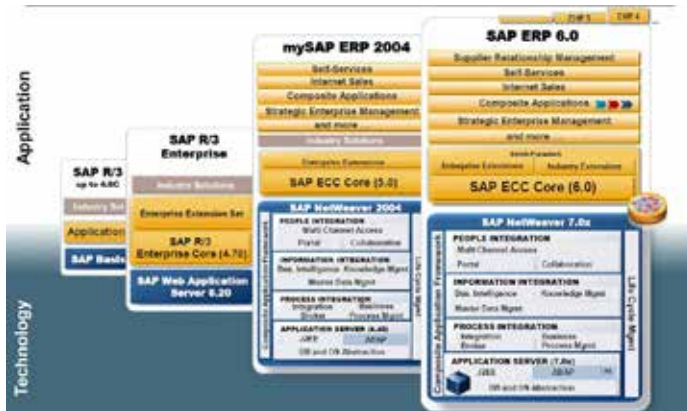 Application
Technology
SAP R/3
up to 4.6C
Application
SAP Basis
SAP R/3
Enterprise
Industry Solutions
Enterprise Extension Set
SAP R/3
Enterprise Core (4.70)
SAP Web Application
Server 6.20
mySAP ERP 2004
Self-Services
Internet Sales
Composite Applications
Strategic Enterprise Management
and more ...
Industry Solutions
Enterprise Extensions
SAP ECC Core (5.0)
SAP NetWeaver 2004
Composite Application Framework
PEOPLE INTEGRATION
Multi Channel Access
Portal Collaboration
INFORMATION INTEGRATION
Bus. Intelligence Knowledge Mgmt
Master Data Mgmt
PROCESS INTEGRATION
Integration Business
Broker Process Mgmt
APPLICATION SERVER (6.40)
J2EE ABAP
DB and OS Abstraction
Life Cycle Mgmt
SAP ERP 6.0
Supplier Relationship Management
Self Services
Internet Sales
Composite Applications
Strategic Enterprise Management
and more
Enterprise Extensions Industry Extensions
SAP ECC Core (6.0)
SAP NetWeaver 7.0x
Composite Application Framework
PEOPLE INTEGRATION
Multi Channel Access
Portal Collaboration
INFORMATION INTEGRATION
Bus. Intelligence Knowledge Mgmt
Master Data Mgmt
PROCESS INTEGRATION
Integration Business
Broker Process Mgmt
APPLICATION SERVER (7.0x)
J2EE ABAP
DB and OS Abstraction
Life Cycle Mgmt